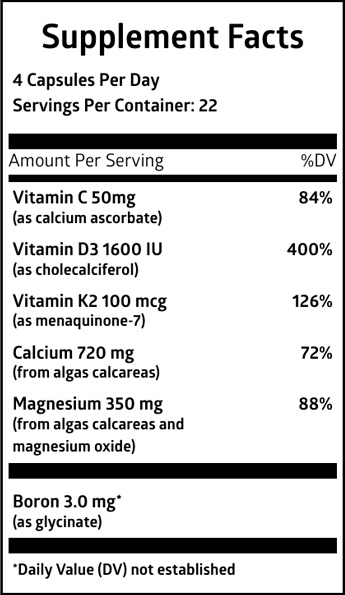 Supplement Facts
4 Capsules Per Day
Servings Per Container: 22
Amount Per Serving %DV
Vitamin C 50mg 84%
(as calcium ascorbate)
Vitamin D3 1600 IU 400%
(as cholecalciferol)
Vitamin K2 100 mcg 126%
(as menaquinone-7)
Calcium 720 mg 72%
(from algas calcareas)
Magnesium 350 mg 88%
(from algas calcareas and
magnesium oxide)
Boron 3.0 mg*
(as glycinate)
*Daily Value (DV) not established